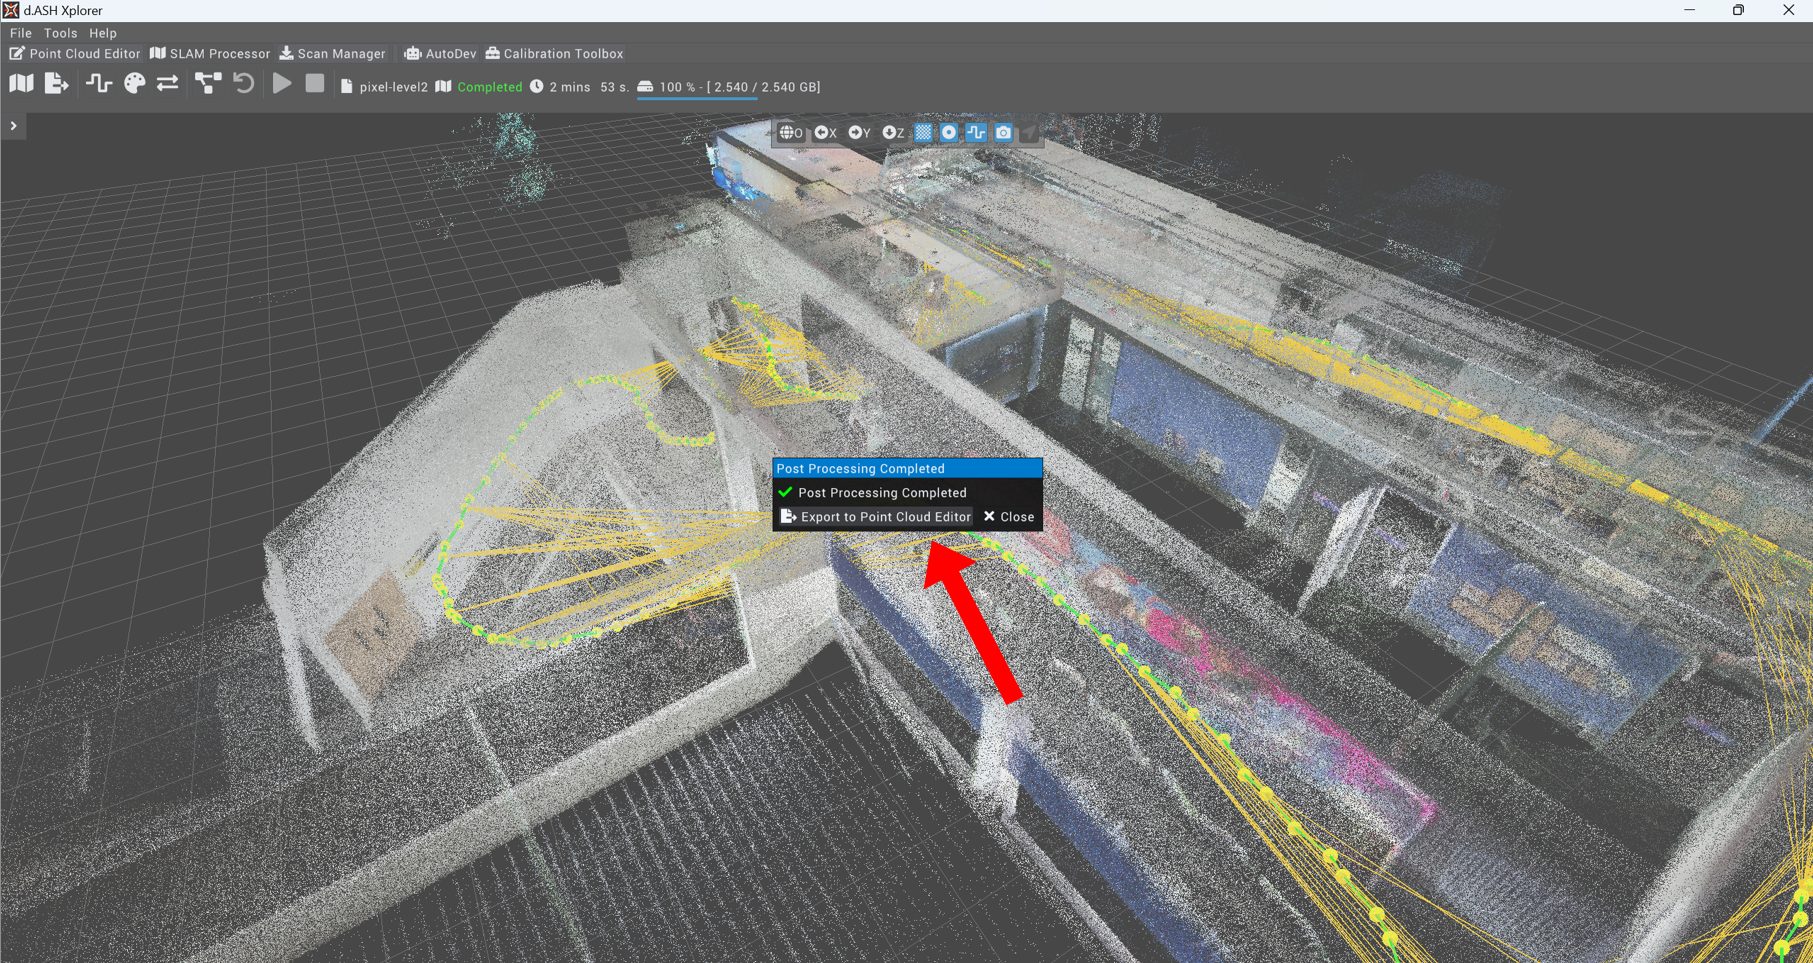 d.ASH Xplorer
File Tools Help
Point Cloud Editor SLAM Processor Scan Manager AutoDev Calibration Toolbox
pixel-level2 Completed 2 mins 53 s. 100 % - [ 2.540 / 2.540 GB]
O X Y Z
Post Processing Completed
Post Processing Completed
Export to Point Cloud Editor Close